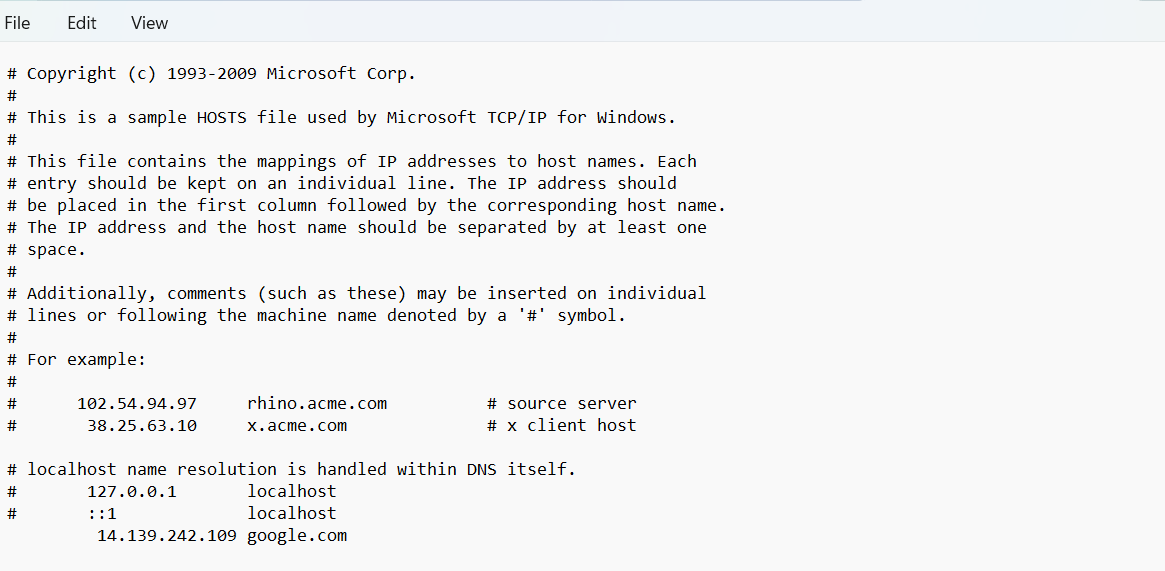 File Edit View
# Copyright (c) 1993-2009 Microsoft Corp.
#
# This is a sample HOSTS file used by Microsoft TCP/IP for Windows.
#
# This file contains the mappings of IP addresses to host names. Each
# entry should be kept on an individual line. The IP address should
# be placed in the first column followed by the corresponding host name.
# The IP address and the host name should be separated by at least one
# space.
#
# Additionally, comments (such as these) may be inserted on individual
# lines or following the machine name denoted by a '#' symbol.
#
# For example:
#
#      102.54.94.97     rhino.acme.com          # source server
#       38.25.63.10     x.acme.com              # x client host

# localhost name resolution is handled within DNS itself.
#       127.0.0.1       localhost
#       ::1             localhost
         14.139.242.109 google.com